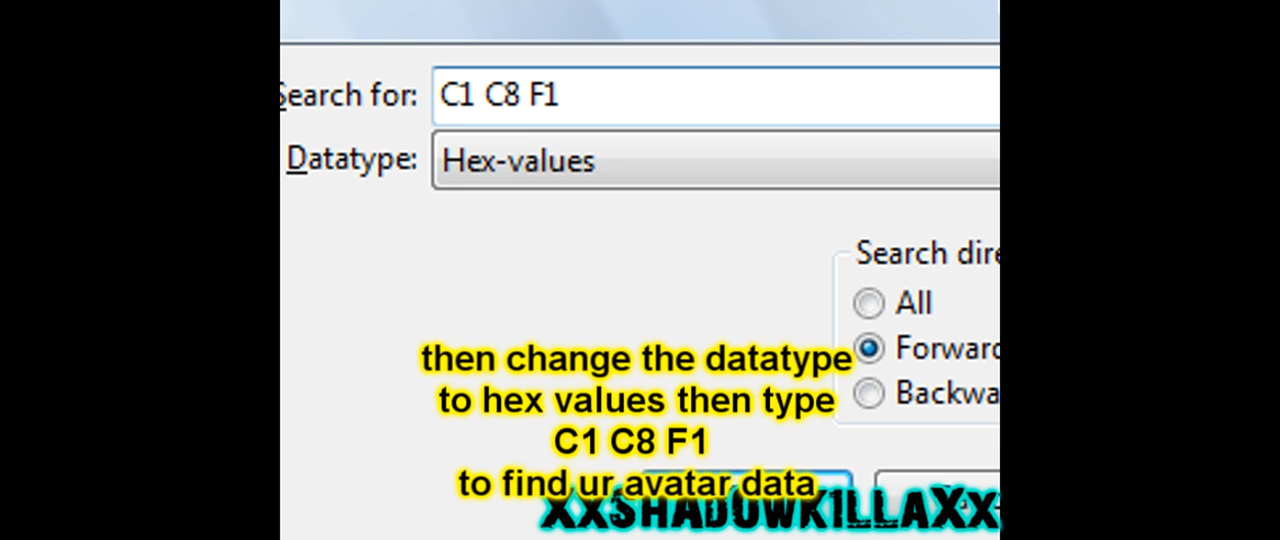 Search for: C1 C8 F1
Datatype: Hex-values
Search dire
All
Forward
Backwa
then change the datatype
to hex values then type
C1 C8 F1
to find ur avatar data
XXSHADOWKILLAXX